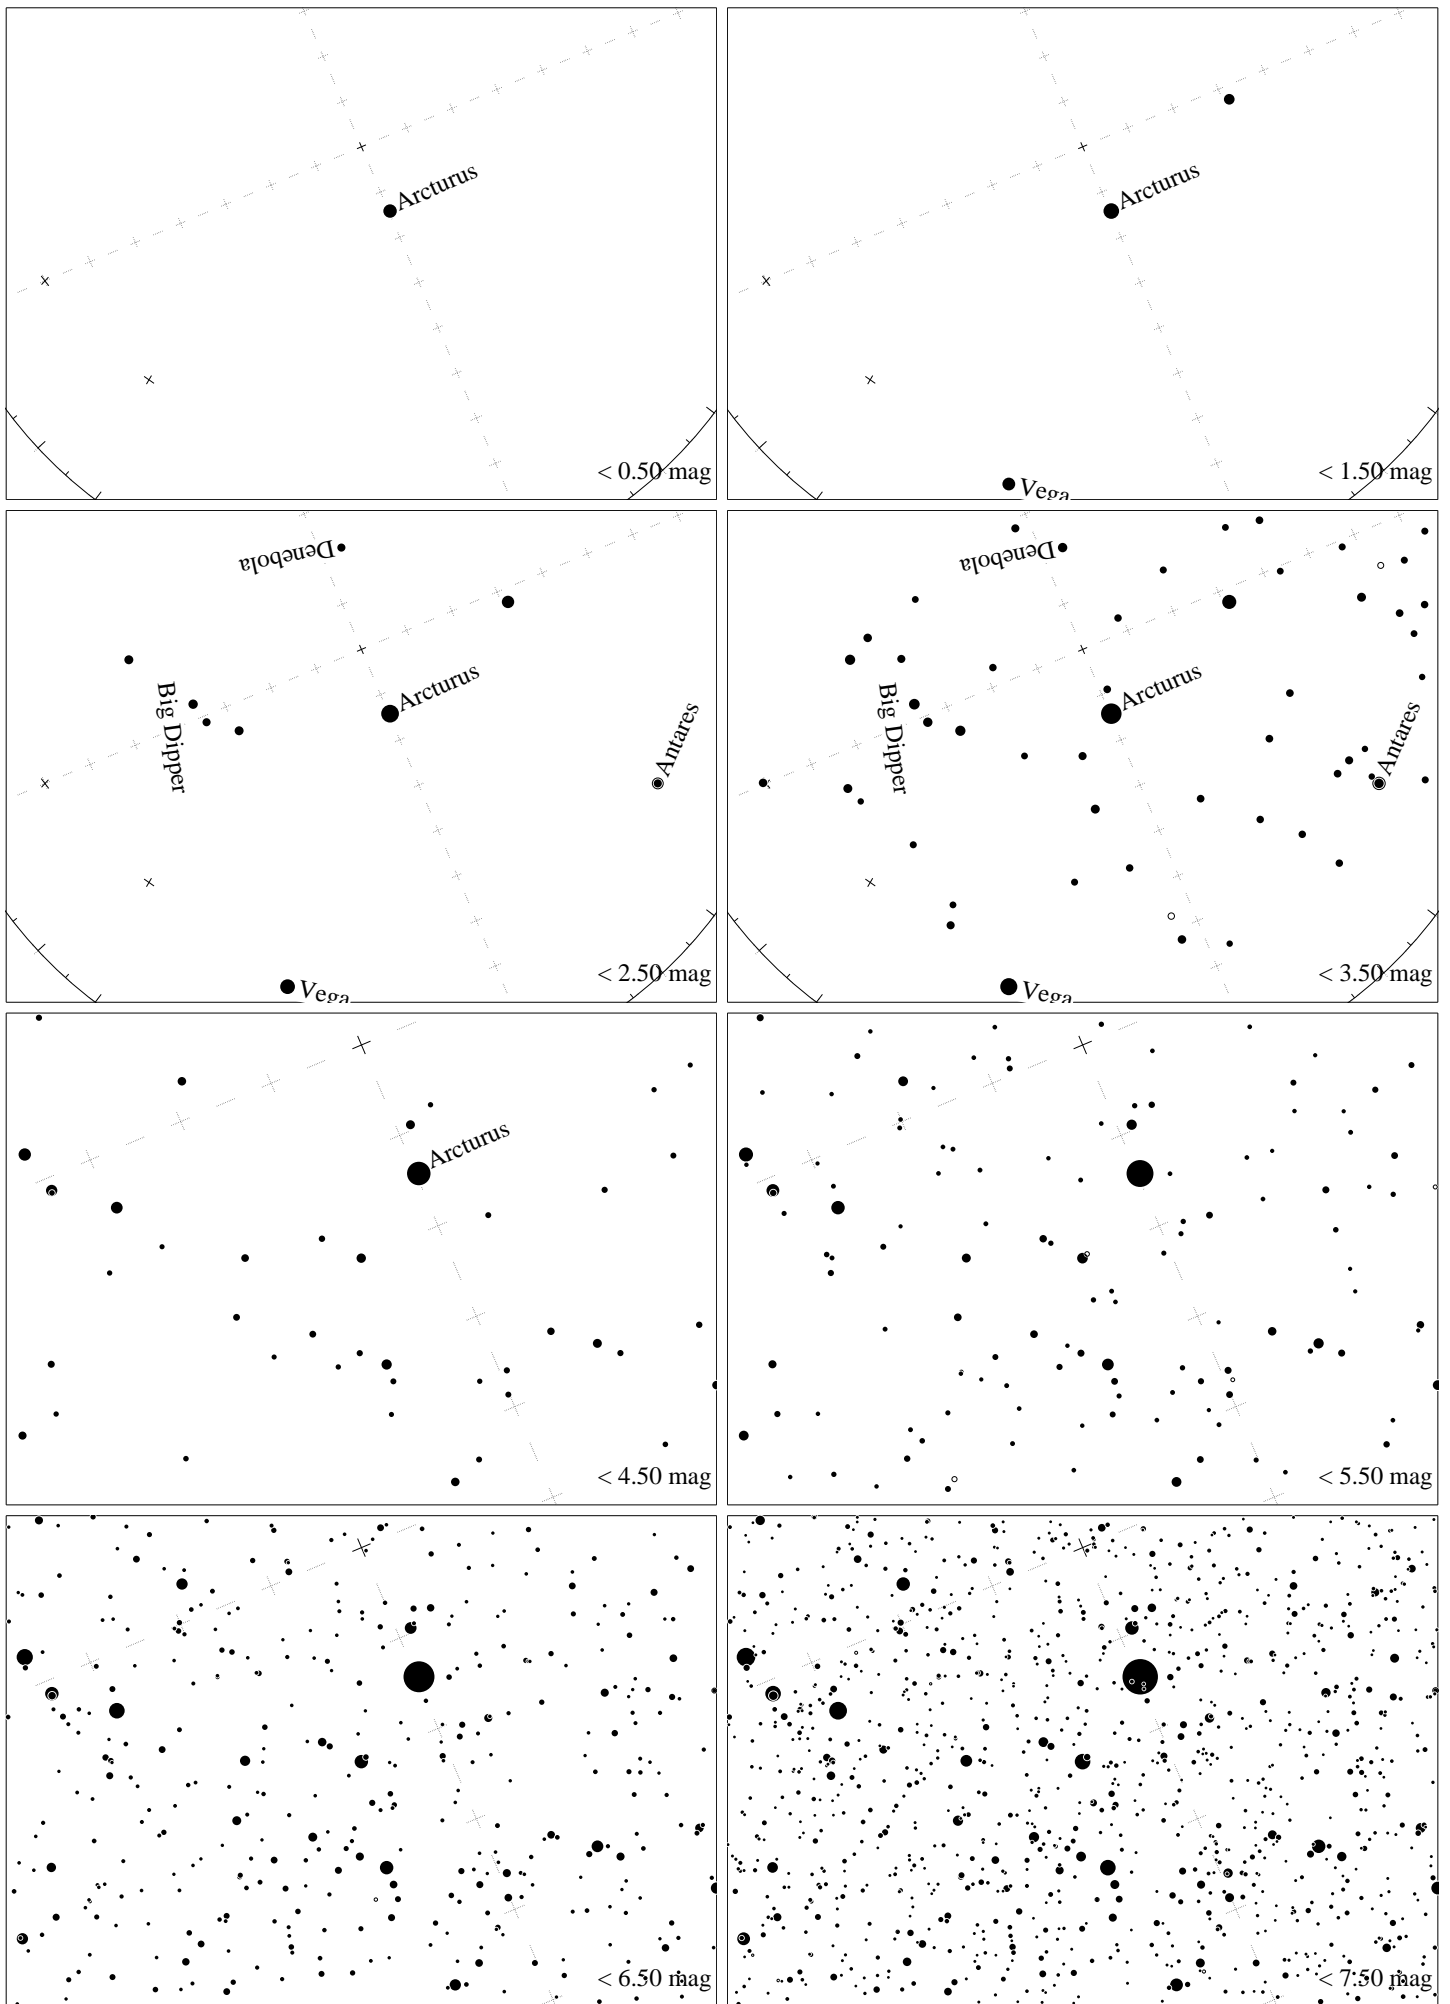 Arcturus
< 0.50 mag
Arcturus
Vega
< 1.50 mag
Denebola
Big Dipper
Arcturus
Antares
Vega
< 2.50 mag
Denebola
Big Dipper
Arcturus
Antares
Vega
< 3.50 mag
Arcturus
< 4.50 mag
< 5.50 mag
< 6.50 mag
< 7.50 mag